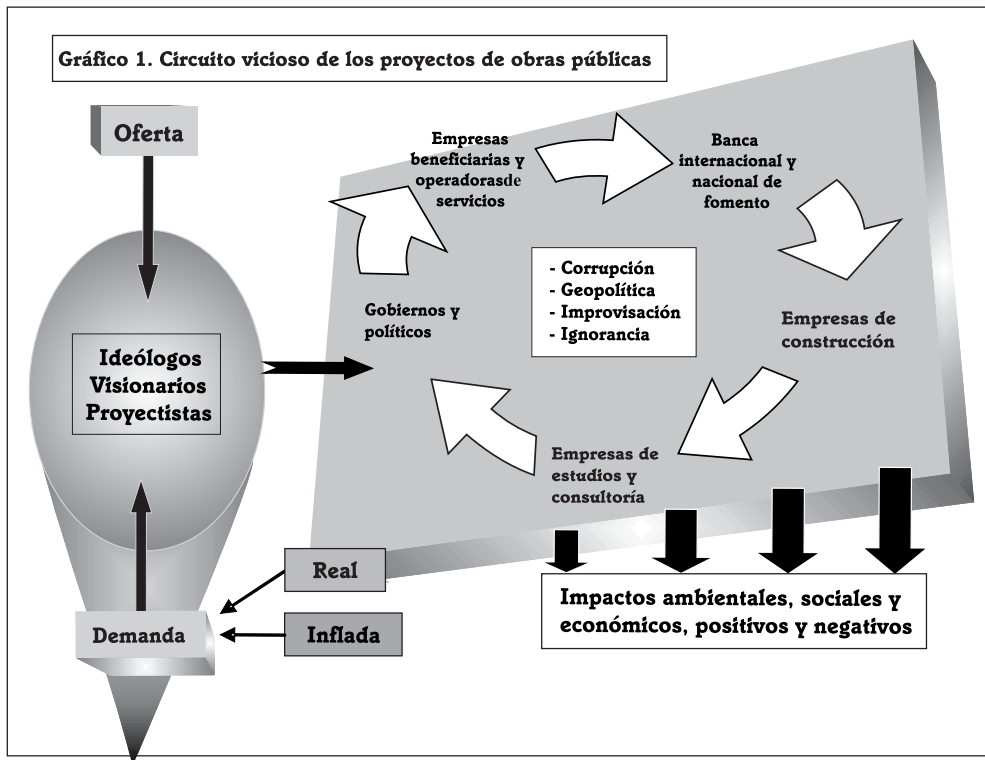 Gráfico 1. Circuito vicioso de los proyectos de obras públicas
Oferta
Ideólogos
Visionarios
Proyectistas
Demanda
Real
Inflada
Gobiernos y
políticos
Empresas
beneficiarias y
operadorasde
servicios
Banca
internacional y
nacional de
fomento
Empresas de
construcción
Empresas de
estudios y
consultoría
- Corrupción
- Geopolítica
- Improvisación
- Ignorancia
Impactos ambientales, sociales y
económicos, positivos y negativos